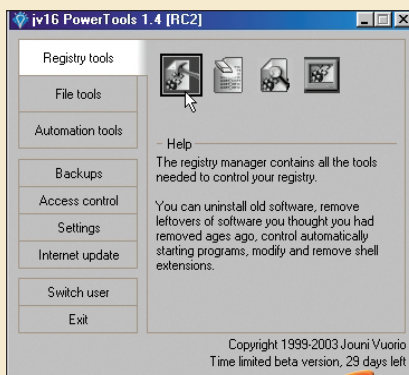 jv16 PowerTools 1.4 [RC2]
Registry tools
File tools
Automation tools
Backups
Access control
Settings
Internet update
Switch user
Exit
Help
The registry manager contains all the tools
needed to control your registry.
You can uninstall old software, remove
leftovers of software you thought you had
removed ages ago, control automatically
starting programs, modify and remove shell
extensions.
Copyright 1999-2003 Jouni Vuorio
Time limited beta version, 29 days left